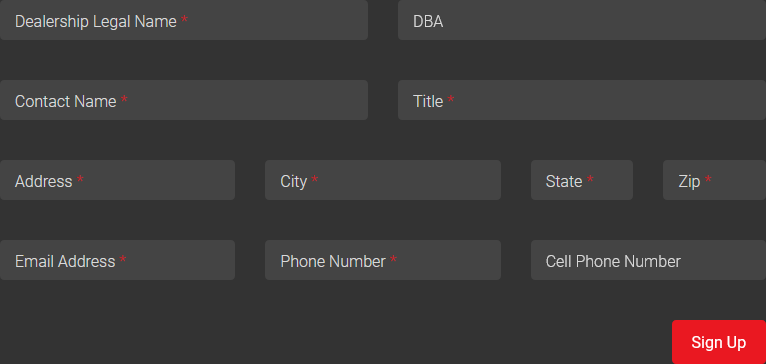 Dealership Legal Name *
DBA
Contact Name *
Title *
Address *
City *
State *
Zip *
Email Address *
Phone Number *
Cell Phone Number
Sign Up